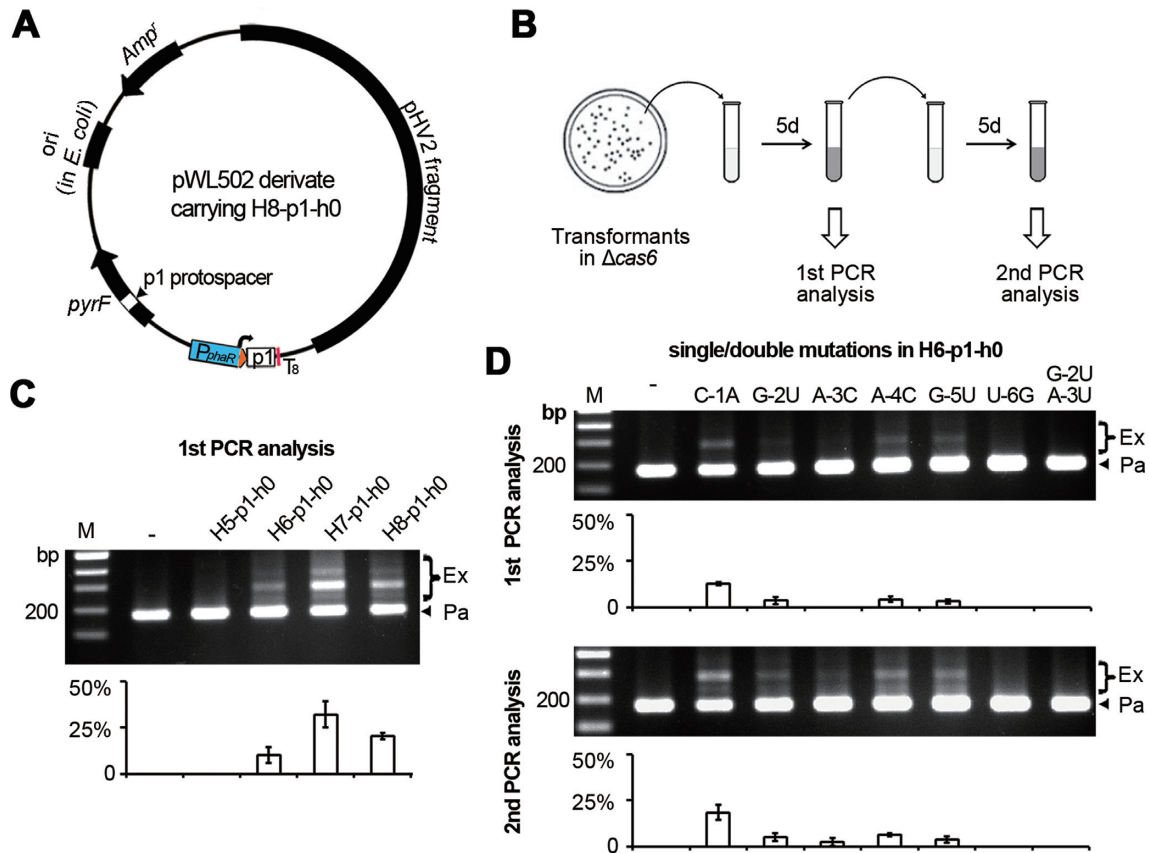 A
Ampʳ
ori
(in E. coli)
pHV2 fragment
pWL502 derivate
carrying H8-p1-h0
p1 protospacer
pyrF
PphaR
p1
T8
B
5d
5d
Transformants
in Δcas6
1st PCR
analysis
2nd PCR
analysis
C
1st PCR analysis
M
-
H5-p1-h0
H6-p1-h0
H7-p1-h0
H8-p1-h0
bp
200
Ex
Pa
50%
25%
0
D
single/double mutations in H6-p1-h0
M
-
C-1A
G-2U
A-3C
A-4C
G-5U
U-6G
G-2U
A-3U
bp
200
Ex
Pa
1st PCR analysis
50%
25%
0
200
Ex
Pa
2nd PCR analysis
50%
25%
0